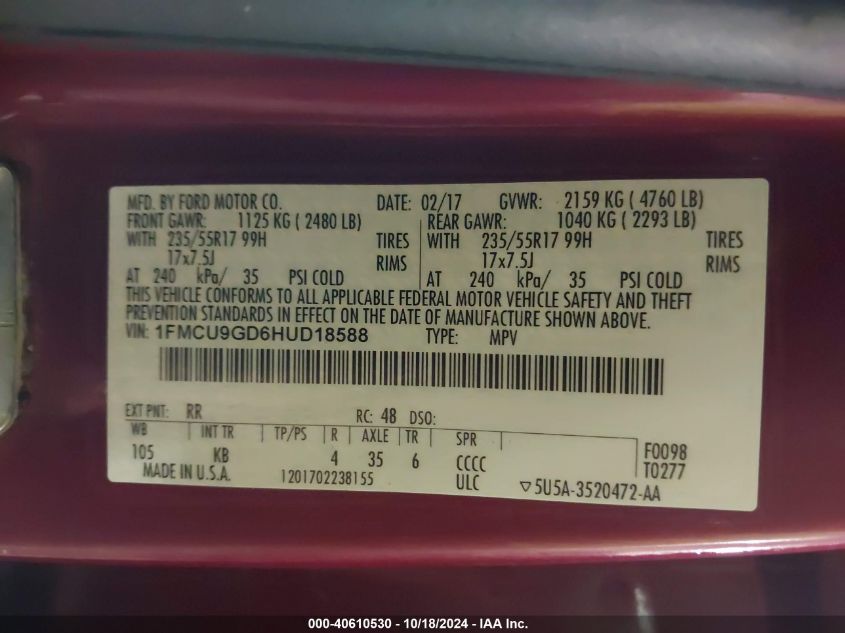 MFD. BY FORD MOTOR CO. DATE: 02/17 GVWR: 2159 KG ( 4760 LB)
FRONT GAWR: 1125 KG ( 2480 LB) REAR GAWR: 1040 KG ( 2293 LB)
WITH 235/55R17 99H TIRES WITH 235/55R17 99H TIRES
17x7.5J RIMS 17x7.5J RIMS
AT 240 kPa/ 35 PSI COLD AT 240 kPa/ 35 PSI COLD
THIS VEHICLE CONFORMS TO ALL APPLICABLE FEDERAL MOTOR VEHICLE SAFETY AND THEFT
PREVENTION STANDARDS IN EFFECT ON THE DATE OF MANUFACTURE SHOWN ABOVE.
VIN: 1FMCU9GD6HUD18588 TYPE: MPV
EXT PNT: RR RC: 48 DSO:
WB INT TR TP/PS R AXLE TR SPR F0098
105 KB 4 35 6 CCCC T0277
MADE IN U.S.A. 1201702238155 ULC ▽5U5A-3520472-AA
000-40610530 - 10/18/2024 - IAA Inc.